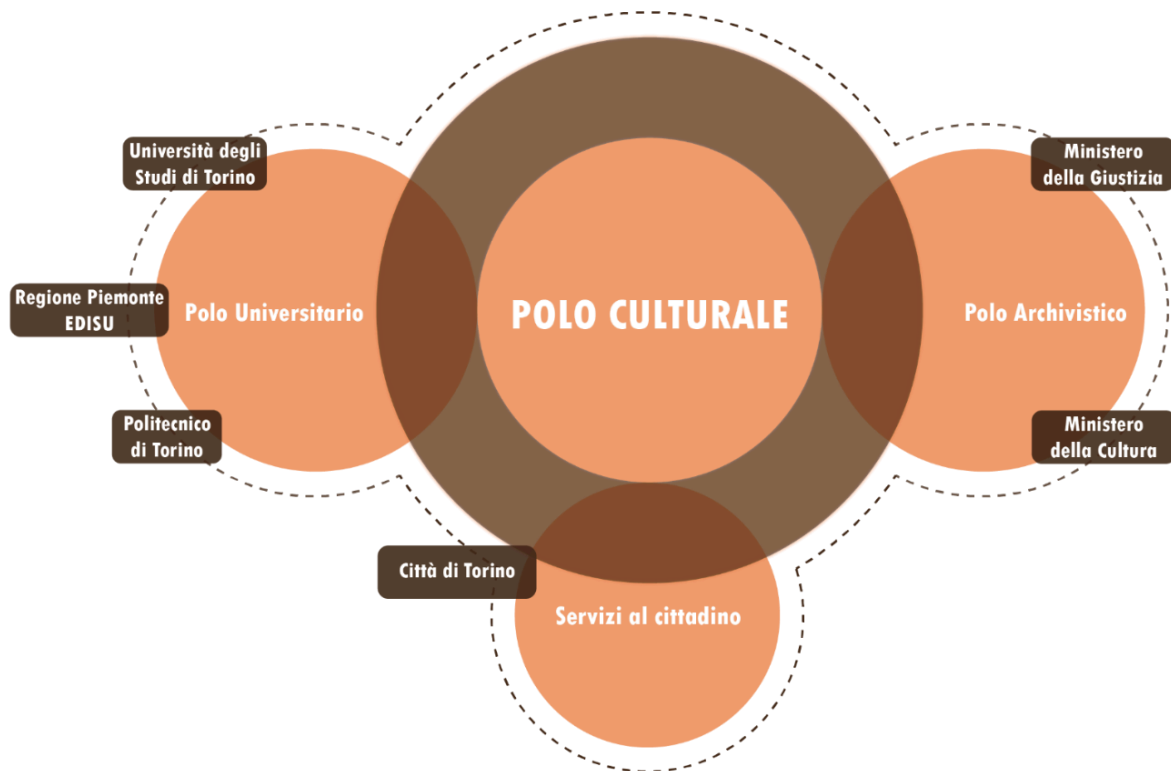 Università degli
Studi di Torino
Regione Piemonte
EDISU
Politecnico
di Torino
Polo Universitario
POLO CULTURALE
Polo Archivistico
Ministero
della Giustizia
Ministero
della Cultura
Città di Torino
Servizi al cittadino